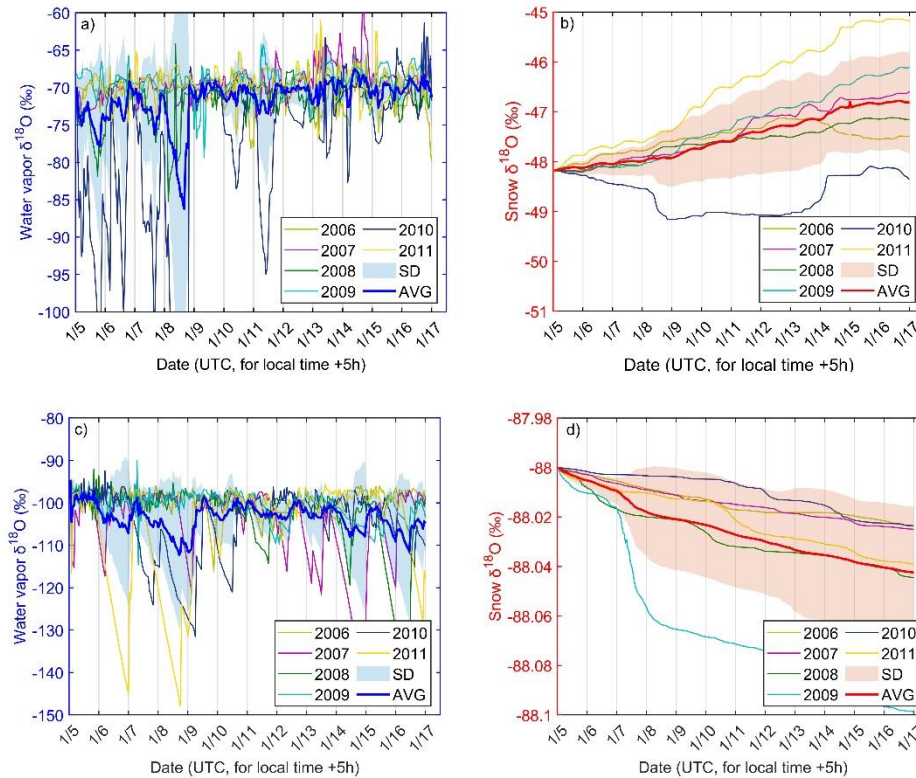 a)
Water vapor δ¹⁸O (‰)
-60
-65
-70
-75
-80
-85
-90
-95
-100
2006 2010
2007 2011
2008 SD
2009 AVG
1/5 1/6 1/7 1/8 1/9 1/10 1/11 1/12 1/13 1/14 1/15 1/16 1/17
Date (UTC, for local time +5h)
b)
Snow δ¹⁸O (‰)
-45
-46
-47
-48
-49
-50
-51
2006 2010
2007 2011
2008 SD
2009 AVG
1/5 1/6 1/7 1/8 1/9 1/10 1/11 1/12 1/13 1/14 1/15 1/16 1/17
Date (UTC, for local time +5h)
c)
Water vapor δ¹⁸O (‰)
-80
-90
-100
-110
-120
-130
-140
-150
2006 2010
2007 2011
2008 SD
2009 AVG
1/5 1/6 1/7 1/8 1/9 1/10 1/11 1/12 1/13 1/14 1/15 1/16 1/17
Date (UTC, for local time +5h)
d)
Snow δ¹⁸O (‰)
-87.98
-88
-88.02
-88.04
-88.06
-88.08
-88.1
2006 2010
2007 2011
2008 SD
2009 AVG
1/5 1/6 1/7 1/8 1/9 1/10 1/11 1/12 1/13 1/14 1/15 1/16 1/17
Date (UTC, for local time +5h)